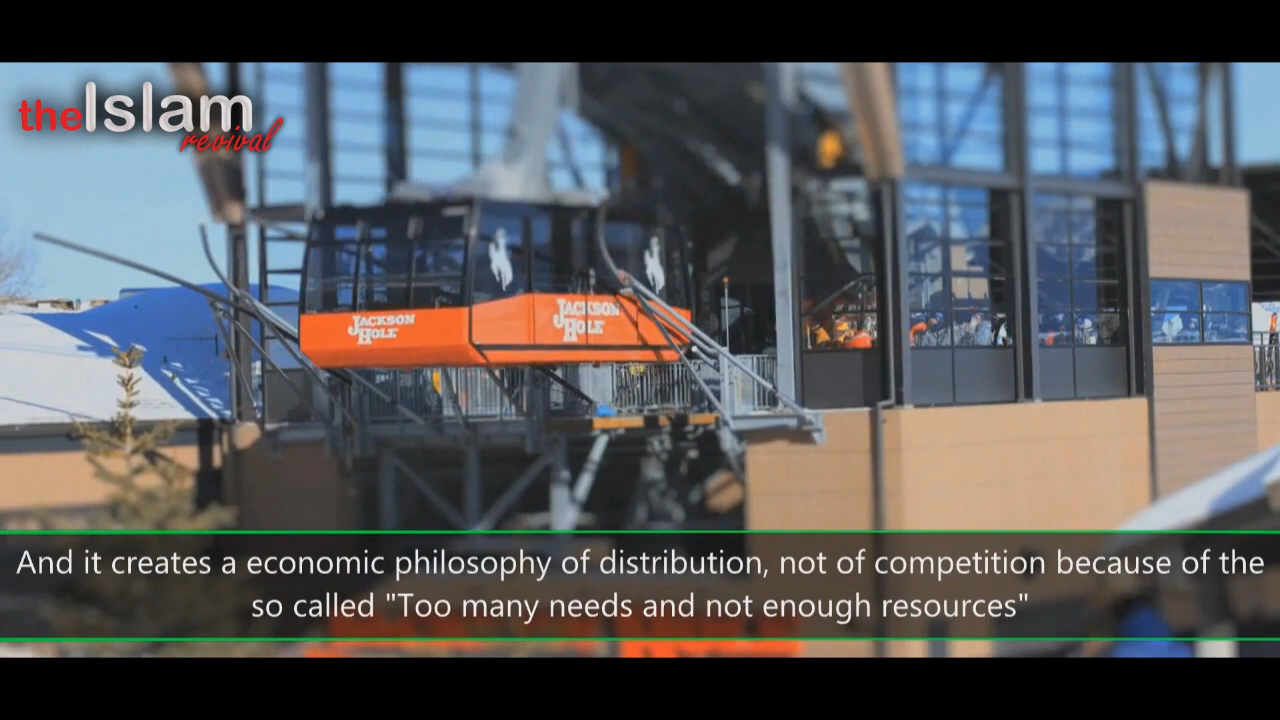 theIslam
revival
JACKSON
HOLE
JACKSON
HOLE
And it creates a economic philosophy of distribution, not of competition because of the
so called "Too many needs and not enough resources"